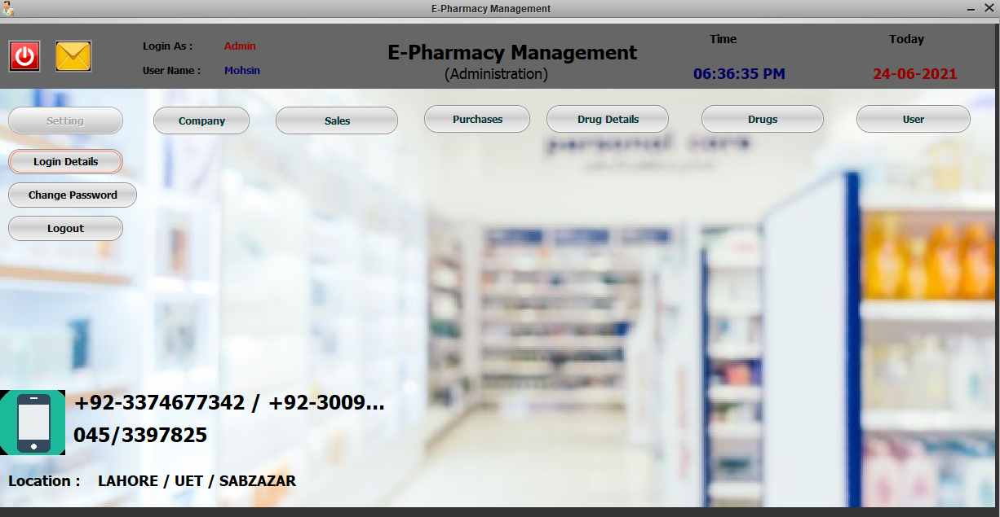 E-Pharmacy Management
Login As : Admin
User Name : Mohsin
E-Pharmacy Management
(Administration)
Time
06:36:35 PM
Today
24-06-2021
Setting
Company
Sales
Purchases
Drug Details
Drugs
User
Login Details
Change Password
Logout
+92-3374677342 / +92-3009...
045/3397825
Location : LAHORE / UET / SABZAZAR